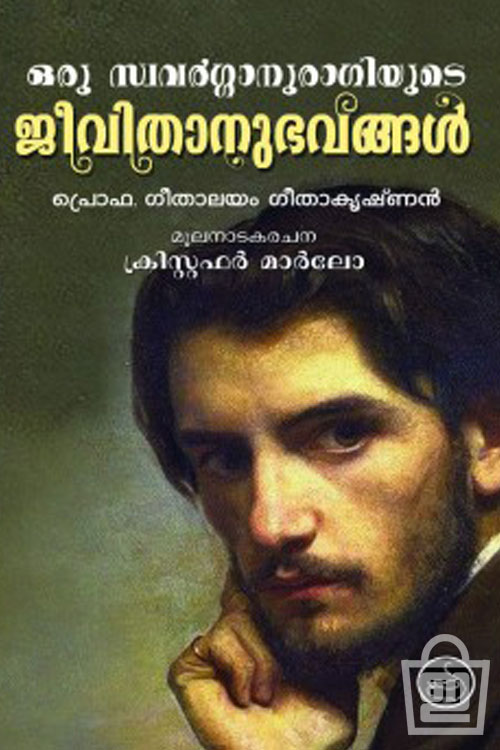 ഒരു സ്വവർഗ്ഗാനുരാഗിയുടെ
ജീവിതാനുഭവങ്ങൾ
പ്രൊഫ. ഗീതാലയം ഗീതാകൃഷ്ണൻ
മൂലനാടകരചന
ക്രിസ്റ്റഫർ മാർലോ